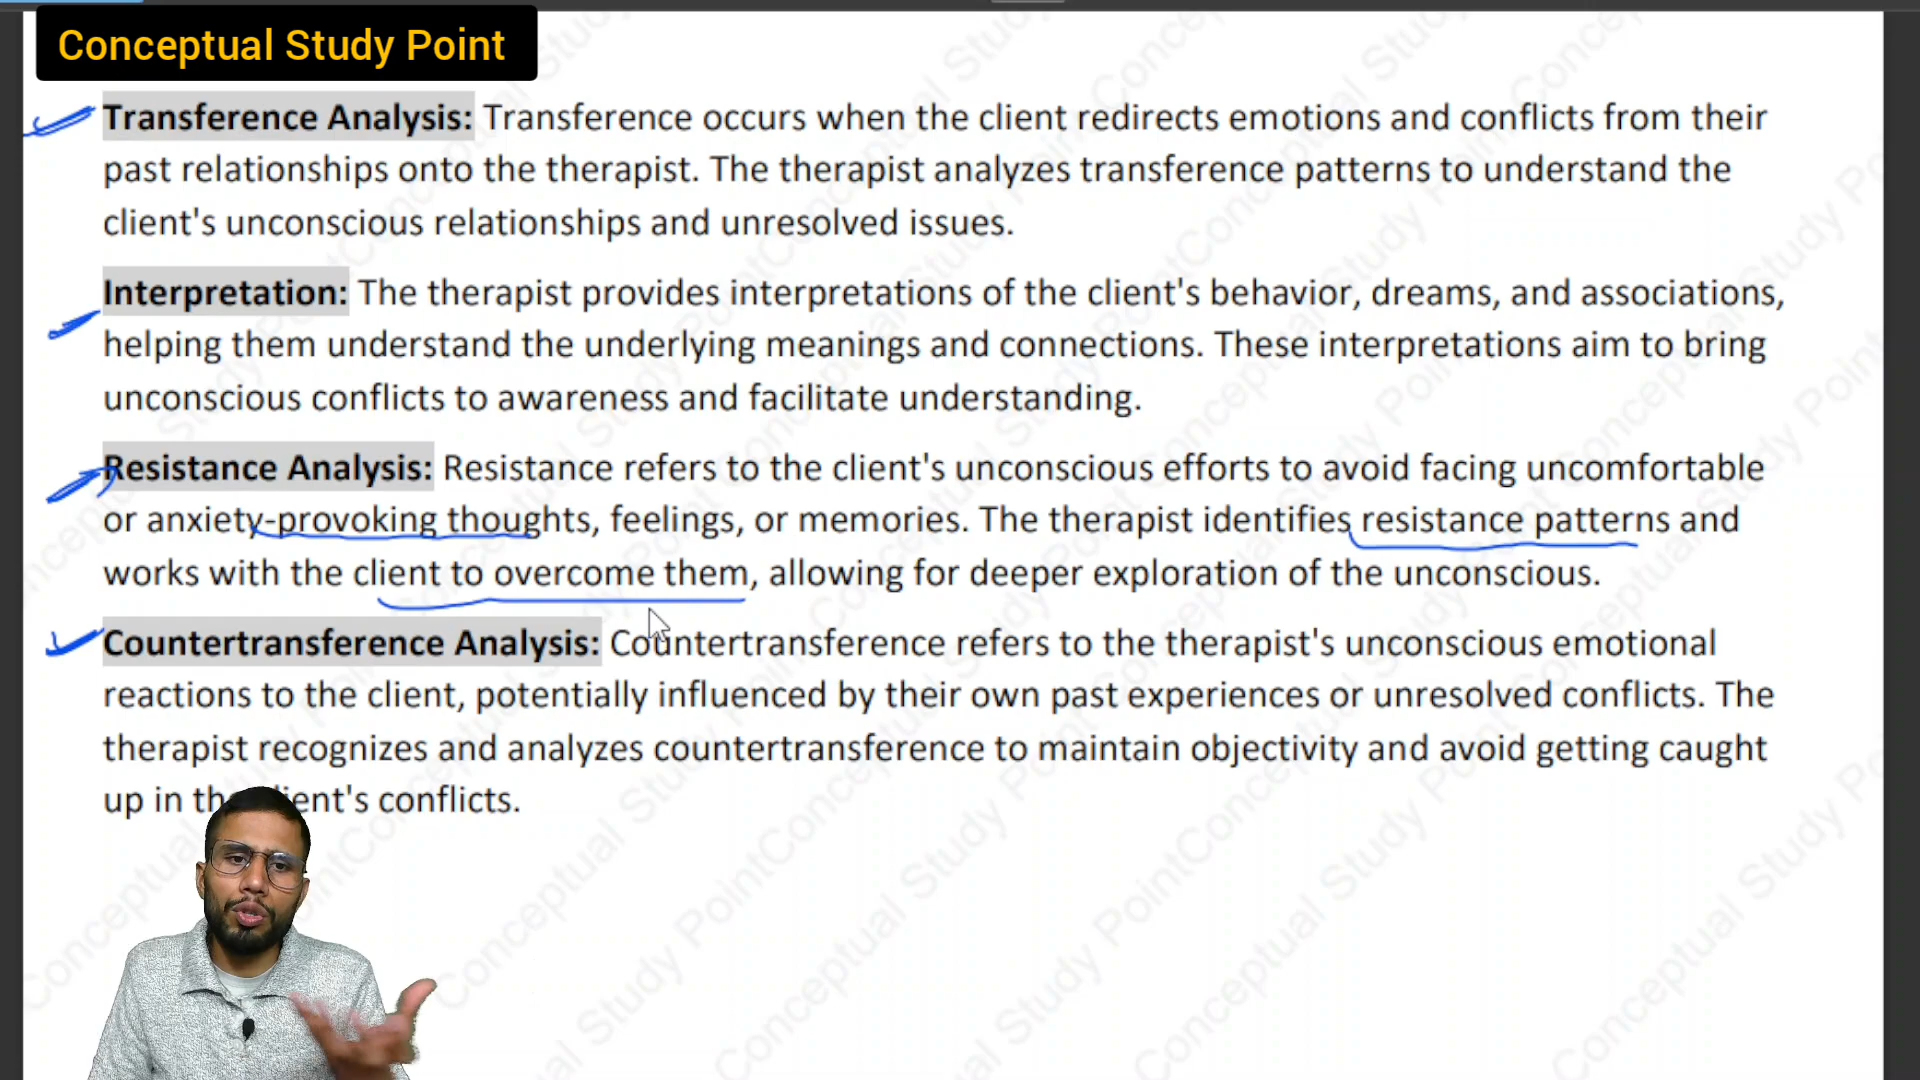 Conceptual Study Point
Transference Analysis: Transference occurs when the client redirects emotions and conflicts from their
past relationships onto the therapist. The therapist analyzes transference patterns to understand the
client's unconscious relationships and unresolved issues.
Interpretation: The therapist provides interpretations of the client's behavior, dreams, and associations,
helping them understand the underlying meanings and connections. These interpretations aim to bring
unconscious conflicts to awareness and facilitate understanding.
Resistance Analysis: Resistance refers to the client's unconscious efforts to avoid facing uncomfortable
or anxiety-provoking thoughts, feelings, or memories. The therapist identifies resistance patterns and
works with the client to overcome them, allowing for deeper exploration of the unconscious.
Countertransference Analysis: Countertransference refers to the therapist's unconscious emotional
reactions to the client, potentially influenced by their own past experiences or unresolved conflicts. The
therapist recognizes and analyzes countertransference to maintain objectivity and avoid getting caught
up in conflicts.